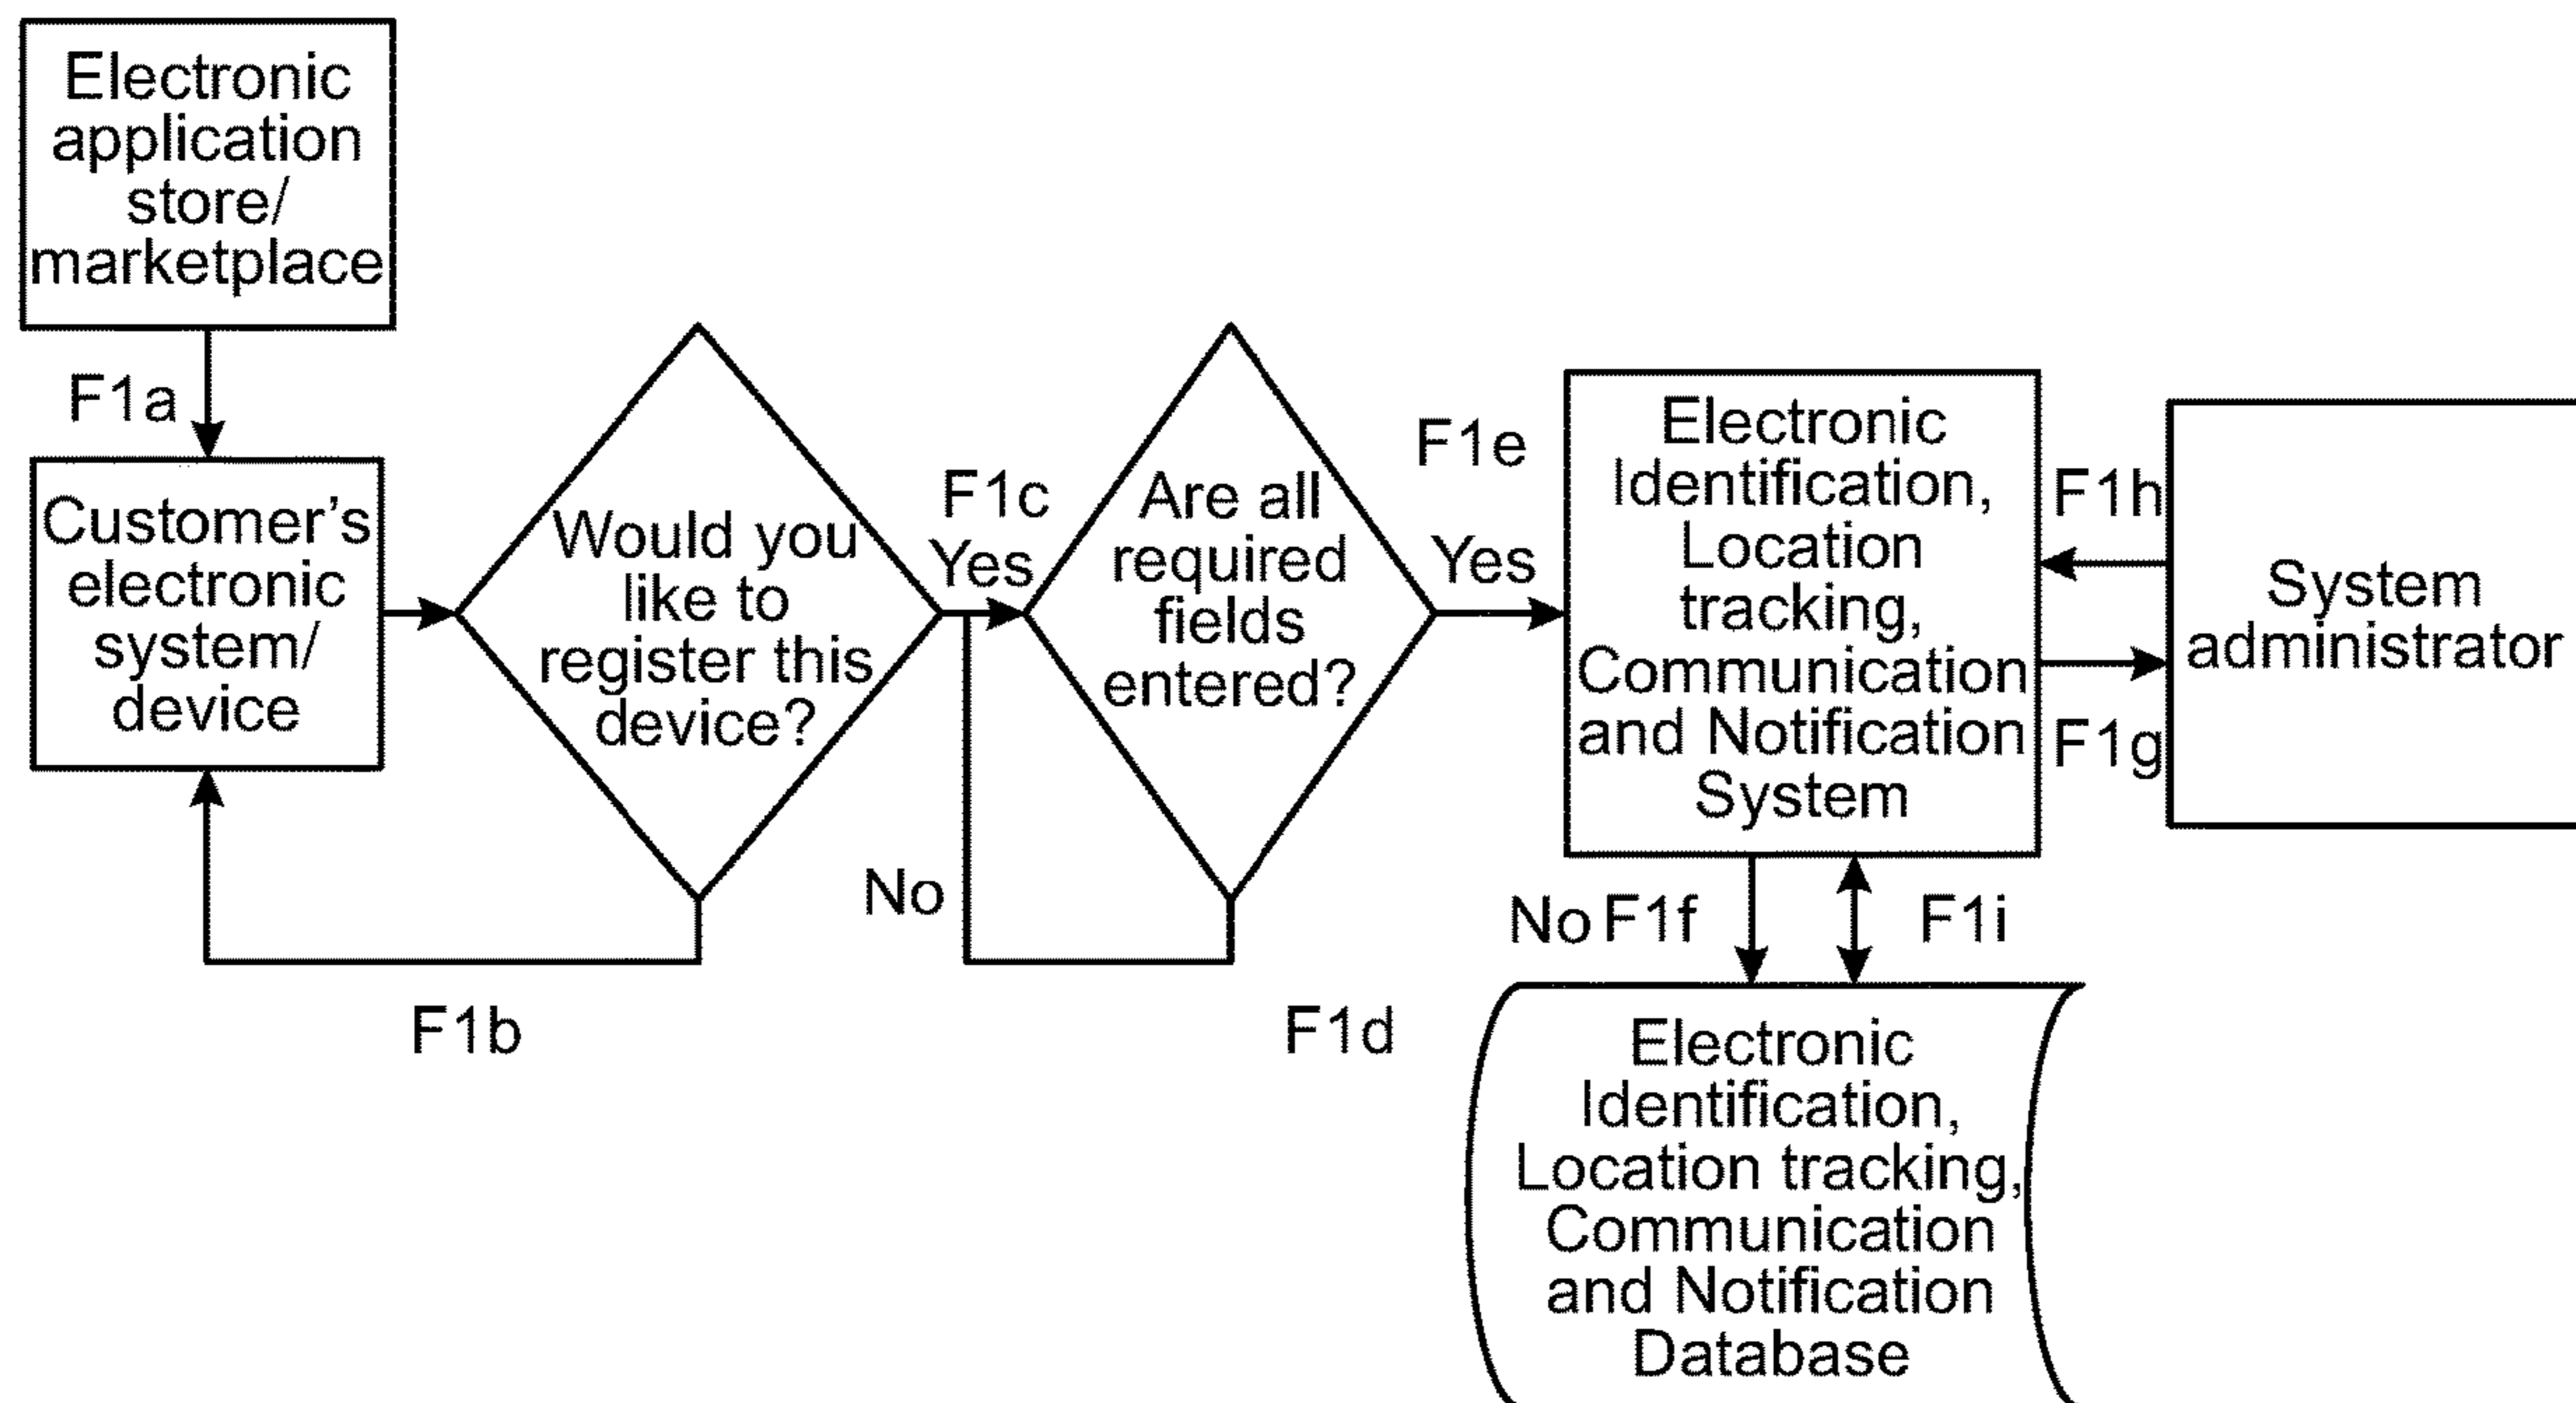 Electronic
application
store/
marketplace
F1a
Customer's
electronic
system/
device
F1b
Would you
like to
register this
device?
F1c
Yes
No
Are all
required
fields
entered?
F1d
F1e
Yes
Electronic
Identification,
Location
tracking,
Communication
and Notification
System
F1h
F1g
System
administrator
No F1f
F1i
Electronic
Identification,
Location tracking,
Communication
and Notification
Database